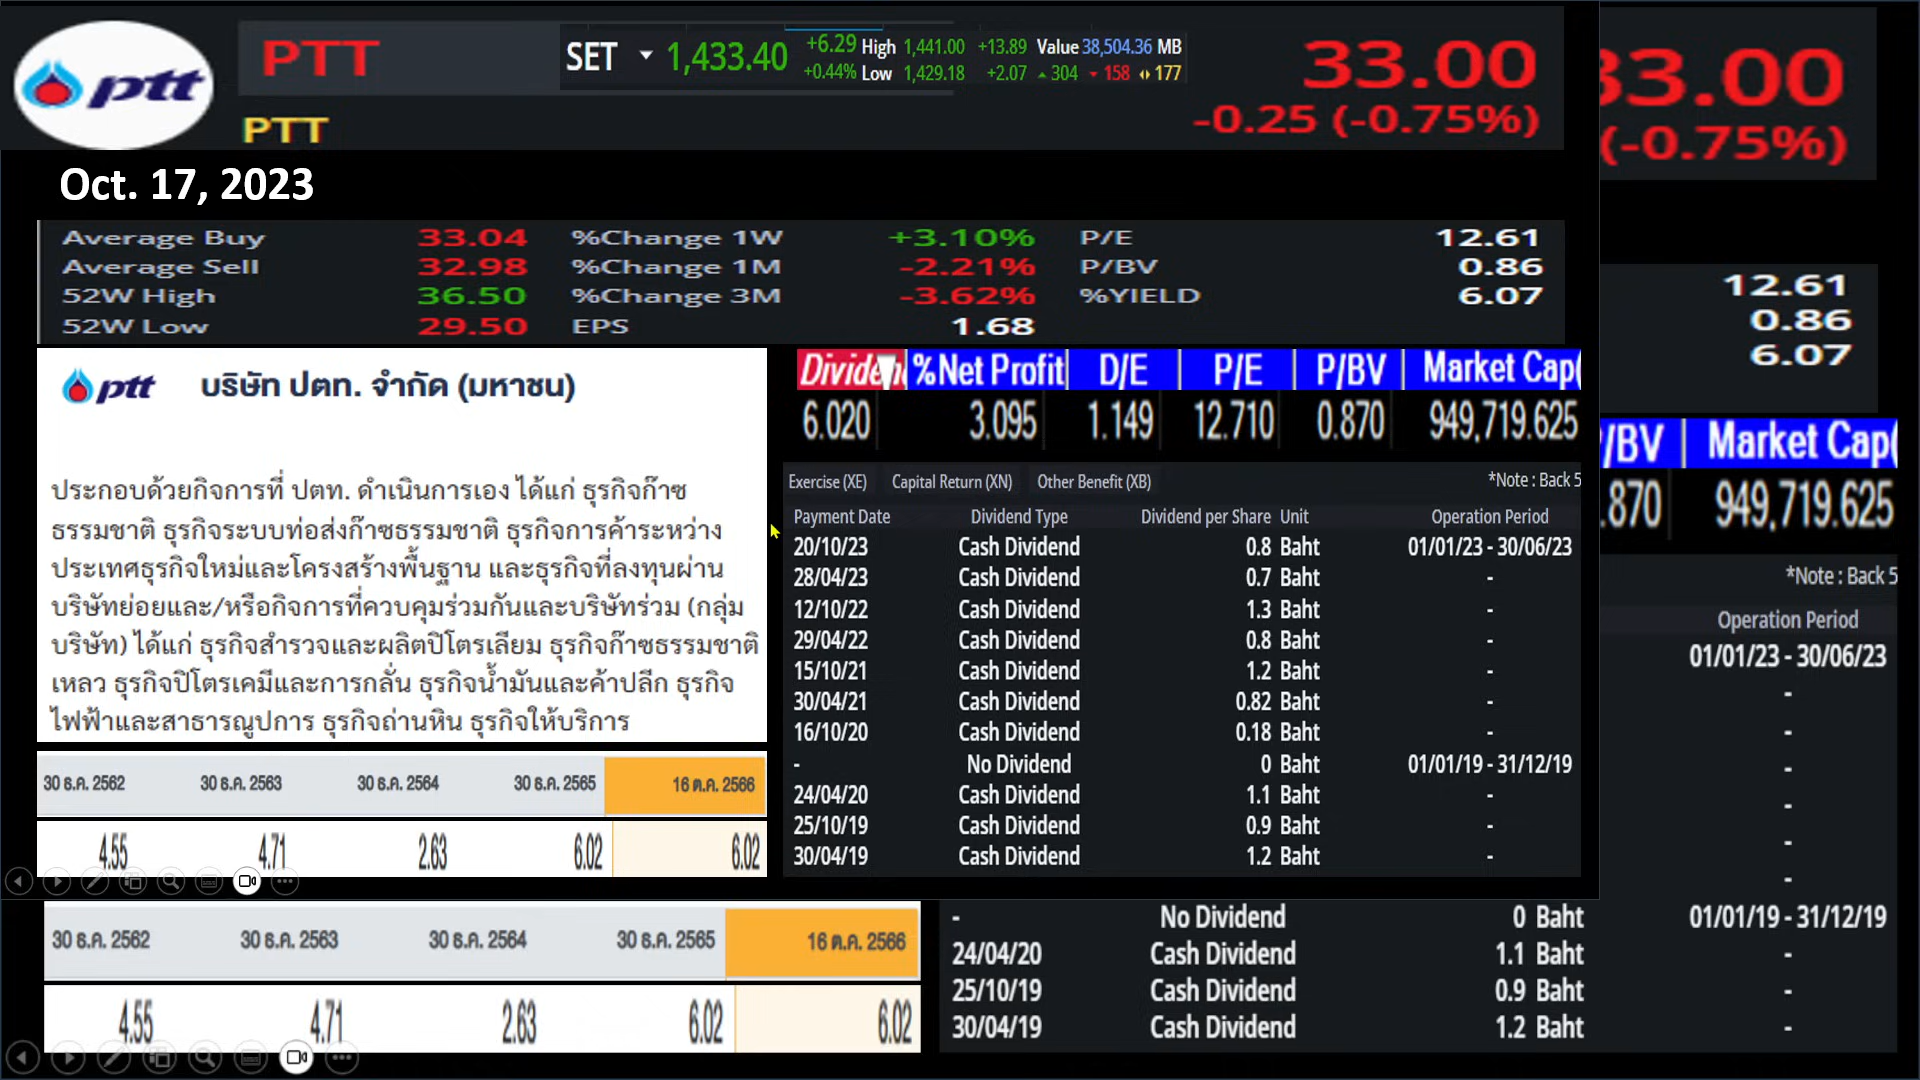 ptt
PTT
SET 1,433.40 +6.29 High 1,441.00 +13.89 Value 38,504.36 MB
+0.44% Low 1,429.18 +2.07 304 158 177
33.00
-0.25 (-0.75%)
PTT
33.00
(-0.75%)
Oct. 17, 2023
Average Buy 33.04 %Change 1W +3.10% P/E 12.61
Average Sell 32.98 %Change 1M -2.21% P/BV 0.86
52W High 36.50 %Change 3M -3.62% %YIELD 6.07
52W Low 29.50 EPS 1.68
12.61
0.86
6.07
ptt บริษัท ปตท. จำกัด (มหาชน)
ประกอบด้วยกิจการที่ ปตท. ดำเนินการเอง ได้แก่ ธุรกิจก๊าซ
ธรรมชาติ ธุรกิจระบบท่อส่งก๊าซธรรมชาติ ธุรกิจการค้าระหว่าง
ประเทศธุรกิจใหม่และโครงสร้างพื้นฐาน และธุรกิจที่ลงทุนผ่าน
บริษัทย่อยและ/หรือกิจการที่ควบคุมร่วมกันและบริษัทร่วม (กลุ่ม
บริษัท) ได้แก่ ธุรกิจสำรวจและผลิตปิโตรเลียม ธุรกิจก๊าซธรรมชาติ
เหลว ธุรกิจปิโตรเคมีและการกลั่น ธุรกิจน้ำมันและค้าปลีก ธุรกิจ
ไฟฟ้าและสาธารณูปการ ธุรกิจถ่านหิน ธุรกิจให้บริการ
%Net Profit D/E P/E P/BV Market Cap(
6.020 3.095 1.149 12.710 0.870 949,719.625
Exercise (XE) Capital Return (XN) Other Benefit (XB) *Note : Back 5
Payment Date Dividend Type Dividend per Share Unit Operation Period
20/10/23 Cash Dividend 0.8 Baht 01/01/23 - 30/06/23
28/04/23 Cash Dividend 0.7 Baht -
12/10/22 Cash Dividend 1.3 Baht -
29/04/22 Cash Dividend 0.8 Baht -
15/10/21 Cash Dividend 1.2 Baht -
30/04/21 Cash Dividend 0.82 Baht -
16/10/20 Cash Dividend 0.18 Baht -
- No Dividend 0 Baht 01/01/19 - 31/12/19
24/04/20 Cash Dividend 1.1 Baht -
25/10/19 Cash Dividend 0.9 Baht -
30/04/19 Cash Dividend 1.2 Baht -
30 ธ.ค. 2562 30 ธ.ค. 2563 30 ธ.ค. 2564 30 ธ.ค. 2565 16 ต.ค. 2566
4.55 4.71 2.63 6.02 6.02
/BV Market Cap(
.870 949,719.625
*Note : Back 5
Operation Period
01/01/23 - 30/06/23
-
-
-
-
-
-
30 ธ.ค. 2562 30 ธ.ค. 2563 30 ธ.ค. 2564 30 ธ.ค. 2565 16 ต.ค. 2566
4.55 4.71 2.63 6.02 6.02
- No Dividend 0 Baht 01/01/19 - 31/12/19
24/04/20 Cash Dividend 1.1 Baht -
25/10/19 Cash Dividend 0.9 Baht -
30/04/19 Cash Dividend 1.2 Baht -